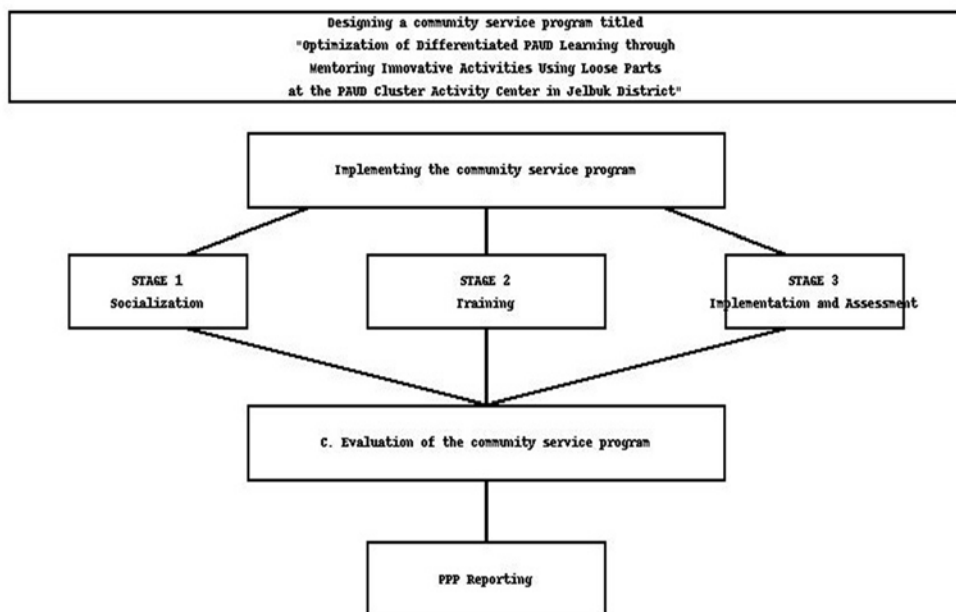 Designing a community service program titled
"Optimization of Differentiated PAUD Learning through
Mentoring Innovative Activities Using Loose Parts
at the PAUD Cluster Activity Center in Jelbuk District"
Implementing the community service program
STAGE 1
Socialization
STAGE 2
Training
STAGE 3
Implementation and Assessment
C. Evaluation of the community service program
PPP Reporting